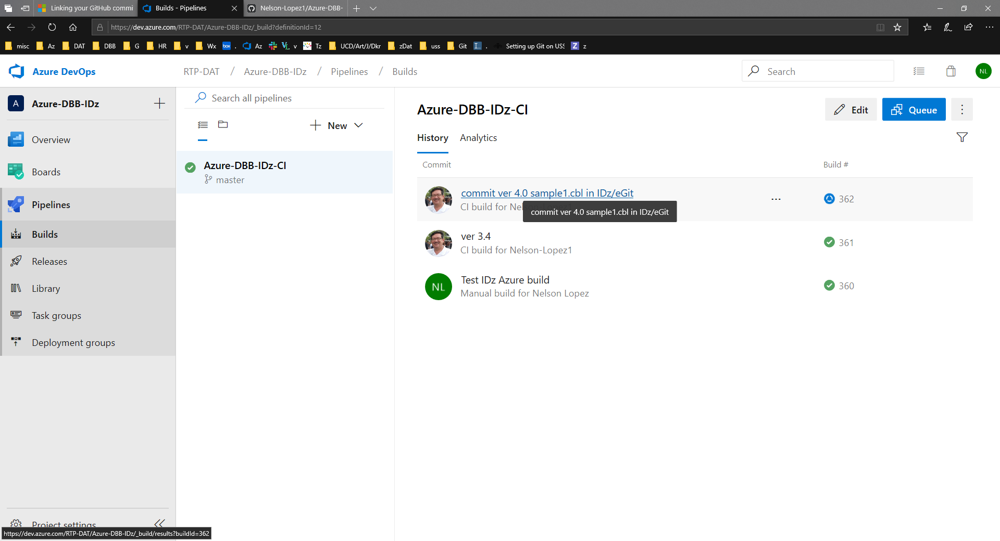 Linking your GitHub commi
Builds - Pipelines
Nelson-Lopez1/Azure-DBB-
https://dev.azure.com/RTP-DAT/Azure-DBB-IDz/_build?definitionId=12
misc Az DAT DBB G HR v Wx box . Az v Tz UCD/Art/J/Dkr zDat uss Git . Setting up Git on USS Z z
Azure DevOps
RTP-DAT / Azure-DBB-IDz / Pipelines / Builds
Search
NL
A Azure-DBB-IDz
Overview
Boards
Pipelines
Builds
Releases
Library
Task groups
Deployment groups
Project settings
https://dev.azure.com/RTP-DAT/Azure-DBB-IDz/_build/results?buildId=362
Search all pipelines
New
Azure-DBB-IDz-CI
master
Azure-DBB-IDz-CI
Edit
Queue
History Analytics
Commit Build #
commit ver 4.0 sample1.cbl in IDz/eGit
CI build for Nelson-Lopez1
362
commit ver 4.0 sample1.cbl in IDz/eGit
ver 3.4
CI build for Nelson-Lopez1
361
NL
Test IDz Azure build
Manual build for Nelson Lopez
360